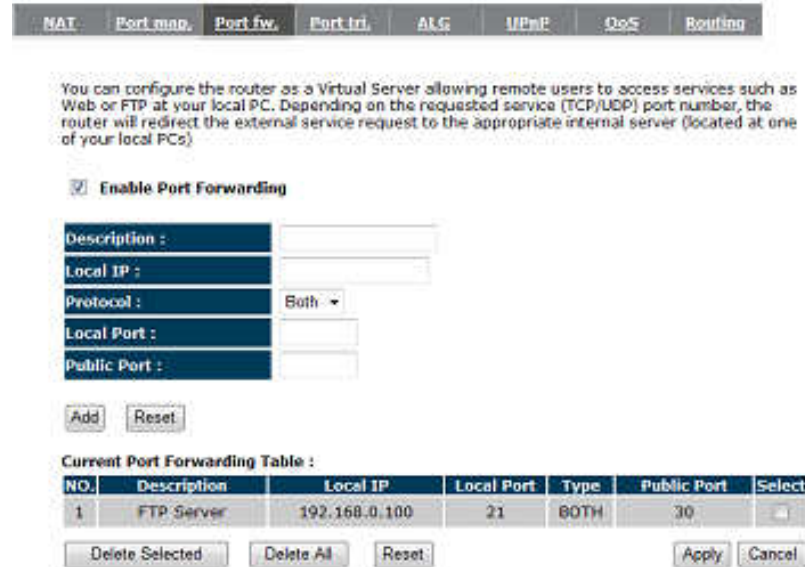 NAT Port map. Port fw. Port tri. ALG UPnP QoS Routing
You can configure the router as a Virtual Server allowing remote users to access services such as
Web or FTP at your local PC. Depending on the requested service (TCP/UDP) port number, the
router will redirect the external service request to the appropriate internal server (located at one
of your local PCs)
Enable Port Forwarding
Description :
Local IP :
Protocol : Both
Local Port :
Public Port :
Add Reset
Current Port Forwarding Table :
NO. Description Local IP Local Port Type Public Port Select
1 FTP Server 192.168.0.100 21 BOTH 30
Delete Selected Delete All Reset Apply Cancel